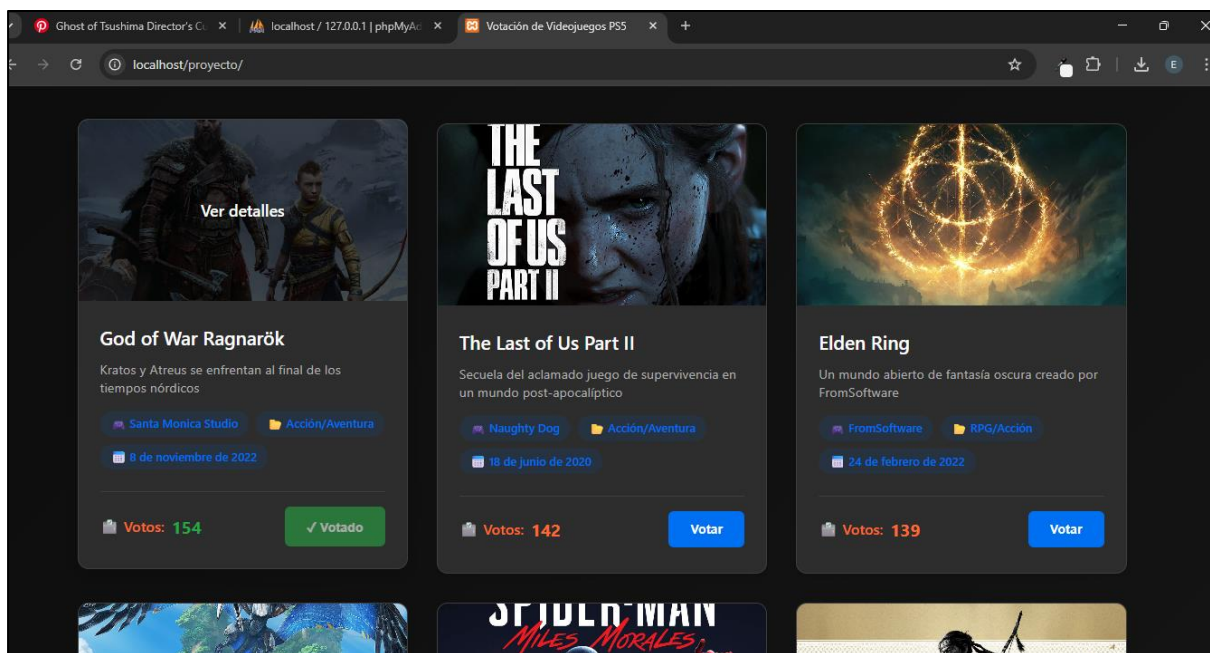 Ghost of Tsushima Director's Cu
localhost / 127.0.0.1 | phpMyAd
Votación de Videojuegos PS5
localhost/proyecto/
E
Ver detalles
God of War Ragnarök
Kratos y Atreus se enfrentan al final de los
tiempos nórdicos
Santa Monica Studio
Acción/Aventura
8 de noviembre de 2022
Votos: 154
✓ Votado
THE
LAST
OF US
PART II
The Last of Us Part II
Secuela del aclamado juego de supervivencia en
un mundo post-apocalíptico
Naughty Dog
Acción/Aventura
18 de junio de 2020
Votos: 142
Votar
Elden Ring
Un mundo abierto de fantasía oscura creado por
FromSoftware
FromSoftware
RPG/Acción
24 de febrero de 2022
Votos: 139
Votar
SPIDER-MAN
MILES MORALES